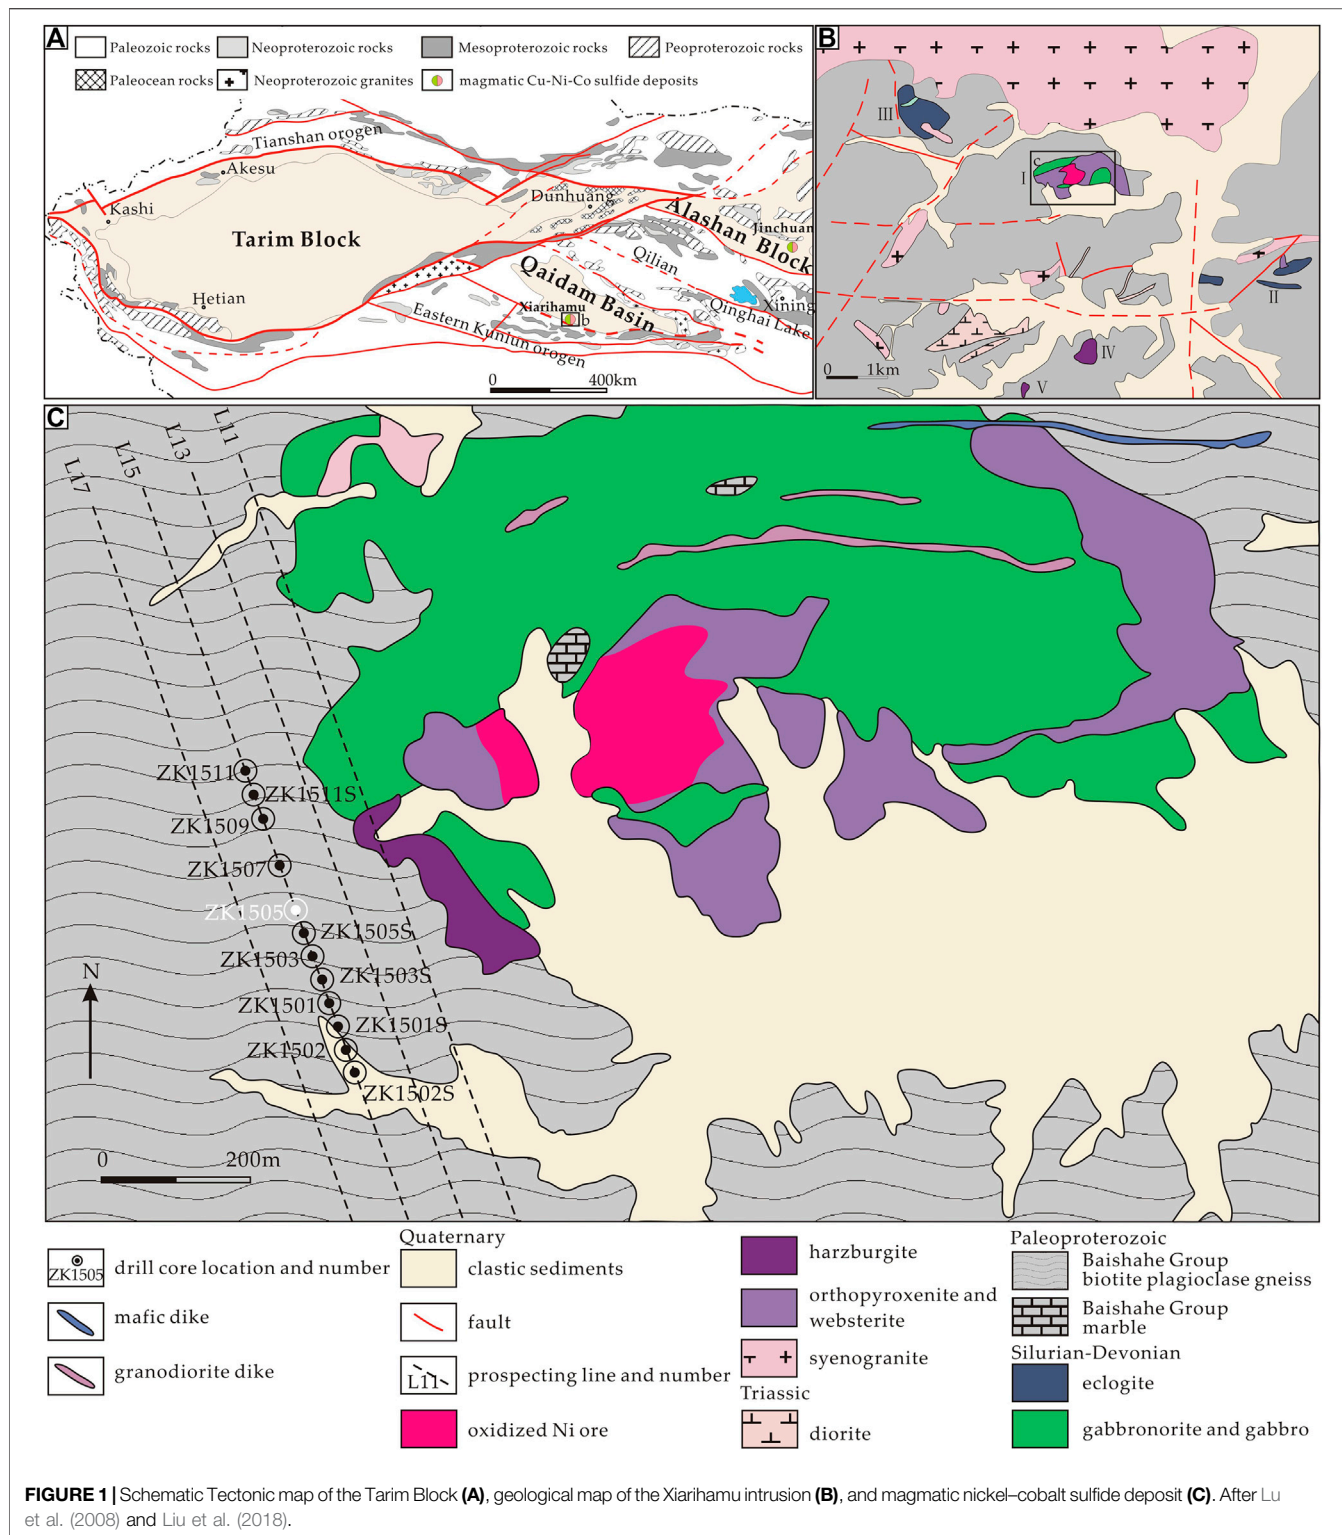 A
Paleozoic rocks
Neoproterozoic rocks
Mesoproterozoic rocks
Peoproterozoic rocks
Paleocean rocks
Neoproterozoic granites
magmatic Cu-Ni-Co sulfide deposits
Tianshan orogen
Akesu
Kashi
Dunhuang
Tarim Block
Alashan Block
Jinchuan
Qilian
Qaidam Basin
Hetian
Xiarihamu
b
Xining
Qinghai Lake
Eastern Kunlun orogen
0 400km
B
III
c
I
II
IV
V
0 1km
C
L11
L13
L15
L17
ZK1511
ZK1511S
ZK1509
ZK1507
ZK1505
ZK1505S
ZK1503
ZK1503S
ZK1501
ZK1501S
ZK1502
ZK1502S
N
0 200m
ZK1505
drill core location and number
mafic dike
granodiorite dike
Quaternary
clastic sediments
fault
L11
prospecting line and number
oxidized Ni ore
harzburgite
orthopyroxenite and
websterite
syenogranite
Triassic
diorite
Paleoproterozoic
Baishahe Group
biotite plagioclase gneiss
Baishahe Group
marble
Silurian-Devonian
eclogite
gabbronorite and gabbro
FIGURE 1 | Schematic Tectonic map of the Tarim Block (A), geological map of the Xiarihamu intrusion (B), and magmatic nickel–cobalt sulfide deposit (C). After Lu
et al. (2008) and Liu et al. (2018).